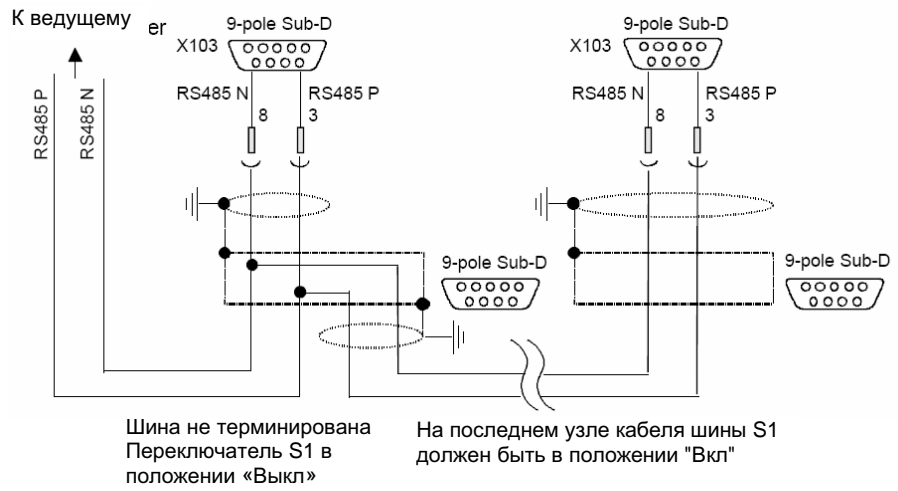 К ведущему
er
9-pole Sub-D
X103
RS485 N
RS485 P
8
3
9-pole Sub-D
X103
RS485 N
RS485 P
8
3
RS485 P
RS485 N
9-pole Sub-D
9-pole Sub-D
Шина не терминирована
Переключатель S1 в
положении «Выкл»
На последнем узле кабеля шины S1
должен быть в положении "Вкл"